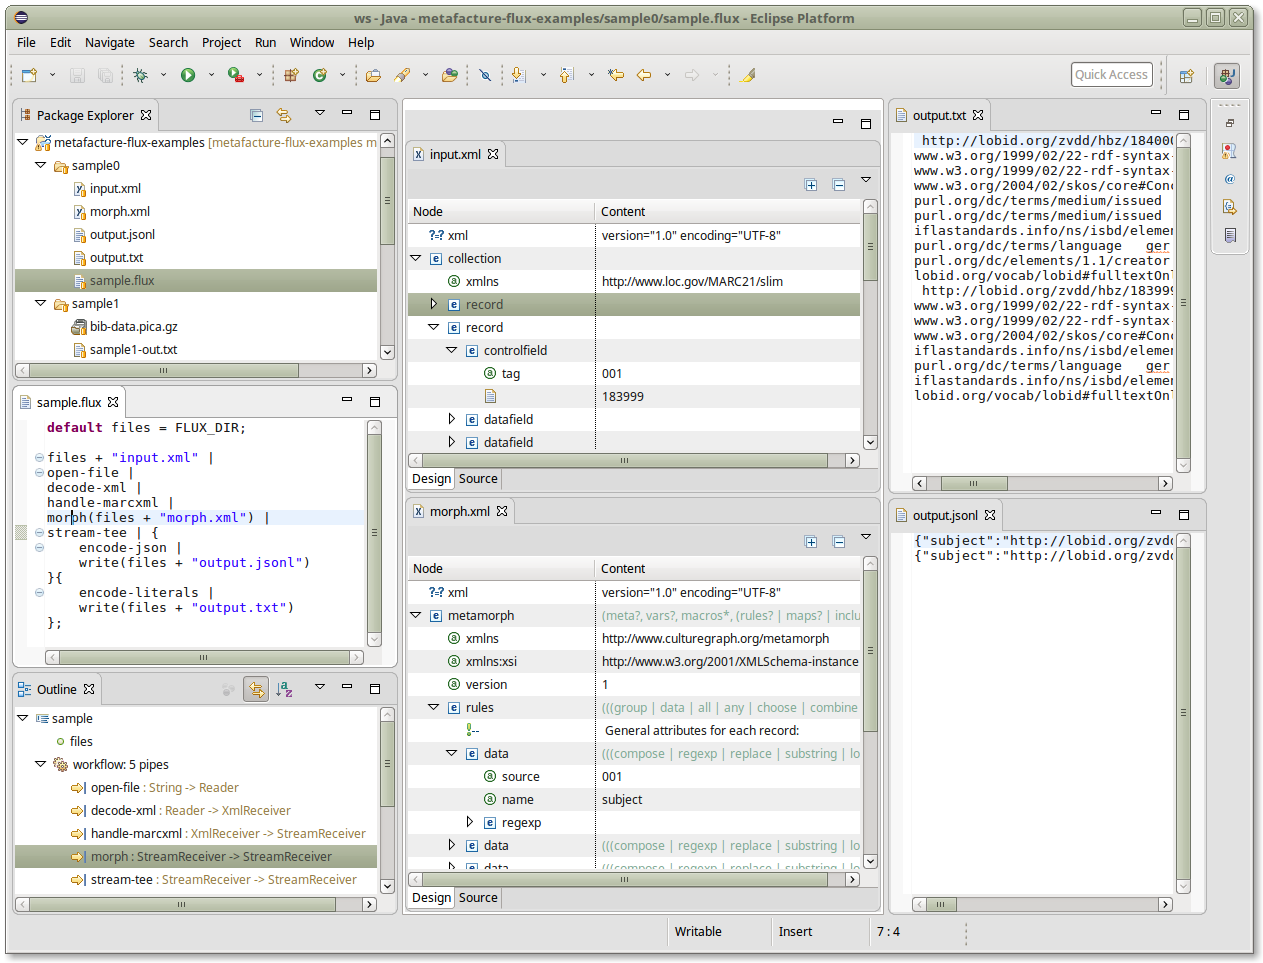 ws - Java - metafacture-flux-examples/sample0/sample.flux - Eclipse Platform
File Edit Navigate Search Project Run Window Help
Quick Access
Package Explorer
metafacture-flux-examples [metafacture-flux-examples m
sample0
input.xml
morph.xml
output.jsonl
output.txt
sample.flux
sample1
bib-data.pica.gz
sample1-out.txt
sample.flux
default files = FLUX_DIR;
files + "input.xml" |
open-file |
decode-xml |
handle-marcxml |
morph(files + "morph.xml") |
stream-tee | {
encode-json |
write(files + "output.jsonl")
}{
encode-literals |
write(files + "output.txt")
};
Outline
sample
files
workflow: 5 pipes
open-file : String -> Reader
decode-xml : Reader -> XmlReceiver
handle-marcxml : XmlReceiver -> StreamReceiver
morph : StreamReceiver -> StreamReceiver
stream-tee : StreamReceiver -> StreamReceiver
input.xml
Node Content
?=? xml version="1.0" encoding="UTF-8"
collection
xmlns http://www.loc.gov/MARC21/slim
record
record
controlfield
tag 001
183999
datafield
datafield
Design Source
morph.xml
Node Content
?=? xml version="1.0" encoding="UTF-8"
metamorph (meta?, vars?, macros*, (rules? | maps? | inclu
xmlns http://www.culturegraph.org/metamorph
xmlns:xsi http://www.w3.org/2001/XMLSchema-instance
version 1
rules (((group | data | all | any | choose | combine
!-- General attributes for each record:
data (((compose | regexp | replace | substring | lo
source 001
name subject
regexp
data (((compose | regexp | replace | substring | lo
data (((compose | regexp | replace | substring | lo
Design Source
output.txt
http://lobid.org/zvdd/hbz/184000
www.w3.org/1999/02/22-rdf-syntax-
www.w3.org/1999/02/22-rdf-syntax-
www.w3.org/2004/02/skos/core#Conc
purl.org/dc/terms/medium/issued
purl.org/dc/terms/medium/issued
iflastandards.info/ns/isbd/elemen
purl.org/dc/terms/language ger
purl.org/dc/elements/1.1/creator
lobid.org/vocab/lobid#fulltextOnl
http://lobid.org/zvdd/hbz/183999
www.w3.org/1999/02/22-rdf-syntax-
www.w3.org/1999/02/22-rdf-syntax-
www.w3.org/2004/02/skos/core#Conc
iflastandards.info/ns/isbd/elemen
purl.org/dc/terms/language ger
iflastandards.info/ns/isbd/elemen
lobid.org/vocab/lobid#fulltextOnl
output.jsonl
{"subject":"http://lobid.org/zvdd
{"subject":"http://lobid.org/zvdd
Writable Insert 7 : 4